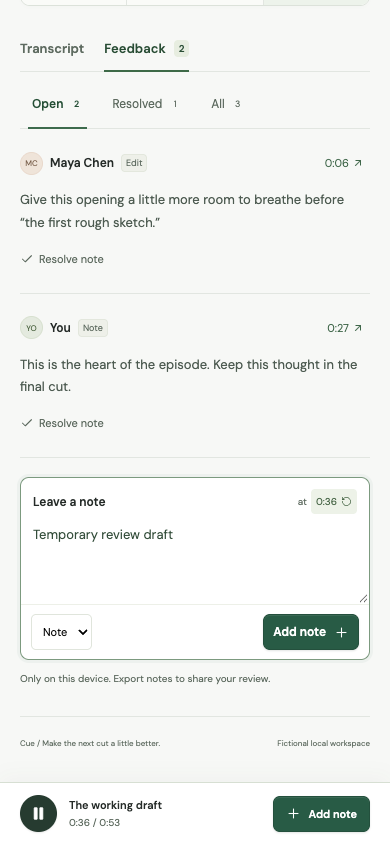 Transcript Feedback 2
Open 2 Resolved 1 All 3
MC Maya Chen Edit 0:06
Give this opening a little more room to breathe before
“the first rough sketch.”
Resolve note
YO You Note 0:27
This is the heart of the episode. Keep this thought in the
final cut.
Resolve note
Leave a note at 0:36
Temporary review draft
Note Add note
Only on this device. Export notes to share your review.
Cue / Make the next cut a little better. Fictional local workspace
The working draft
0:36 / 0:53
Add note